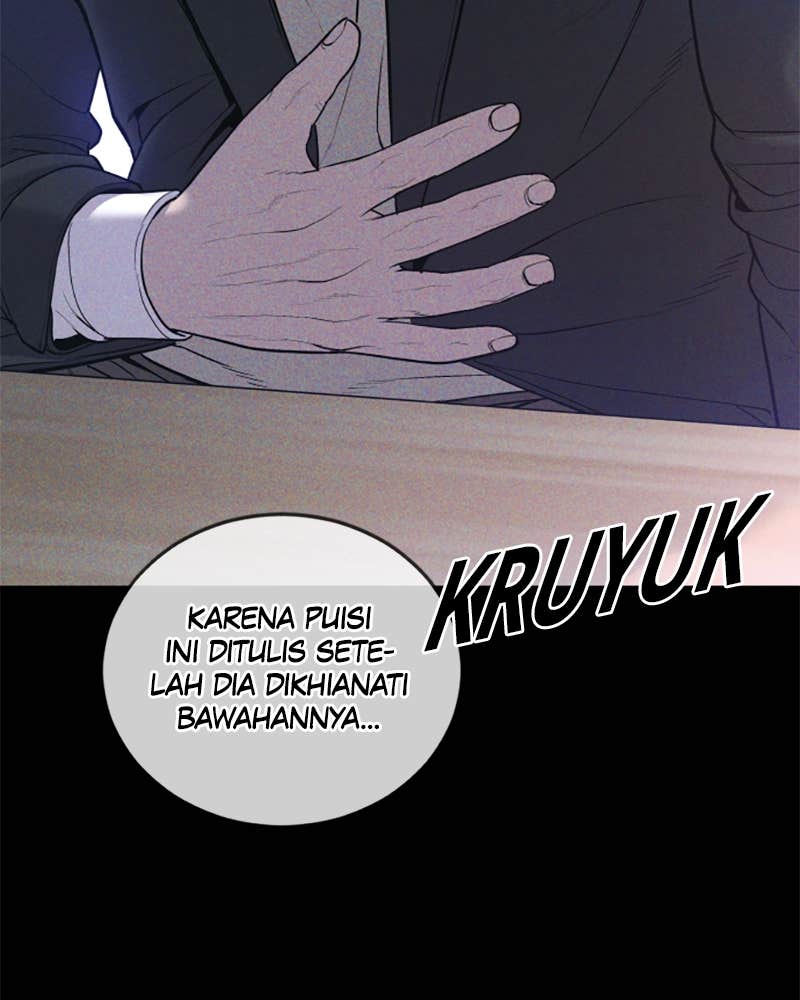 KRUYUK
KARENA PUISI
INI DITULIS SETE-
LAH DIA DIKHIANATI
BAWAHANNYA...